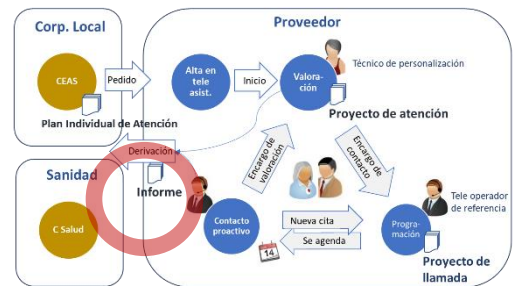 Corp. Local
CEAS
Plan Individual de Atención
Pedido
Proveedor
Alta en
tele
asist.
Inicio
Valora-
ción
Técnico de personalización
Proyecto de atención
Derivación
Informe
Encargo de
valoración
Encargo de
contacto
Sanidad
C Salud
Contacto
proactivo
14
Nueva cita
Se agenda
Progra-
mación
Tele operador
de referencia
Proyecto de
llamada